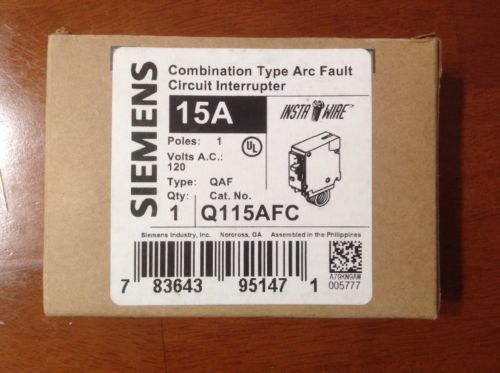 SIEMENS
Combination Type Arc Fault
Circuit Interrupter
15A
INSTA WIRE
Poles: 1
Volts A.C.:
120
UL
Type: QAF
Qty: Cat. No.
1 Q115AFC
Siemens Industry, Inc. Norcross, GA Assembled in the Philippines
7 83643 95147 1
005777